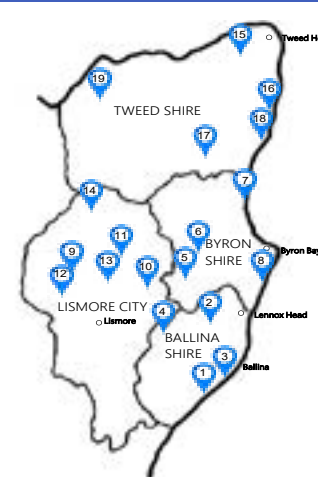 15
Tweed He
19
16
TWEED SHIRE
18
17
7
14
6
11
BYRON
SHIRE
Byron Bay
9
5
8
13
10
12
2
LISMORE CITY
4
Lennox Head
Lismore
BALLINA
SHIRE
3
Ballina
1